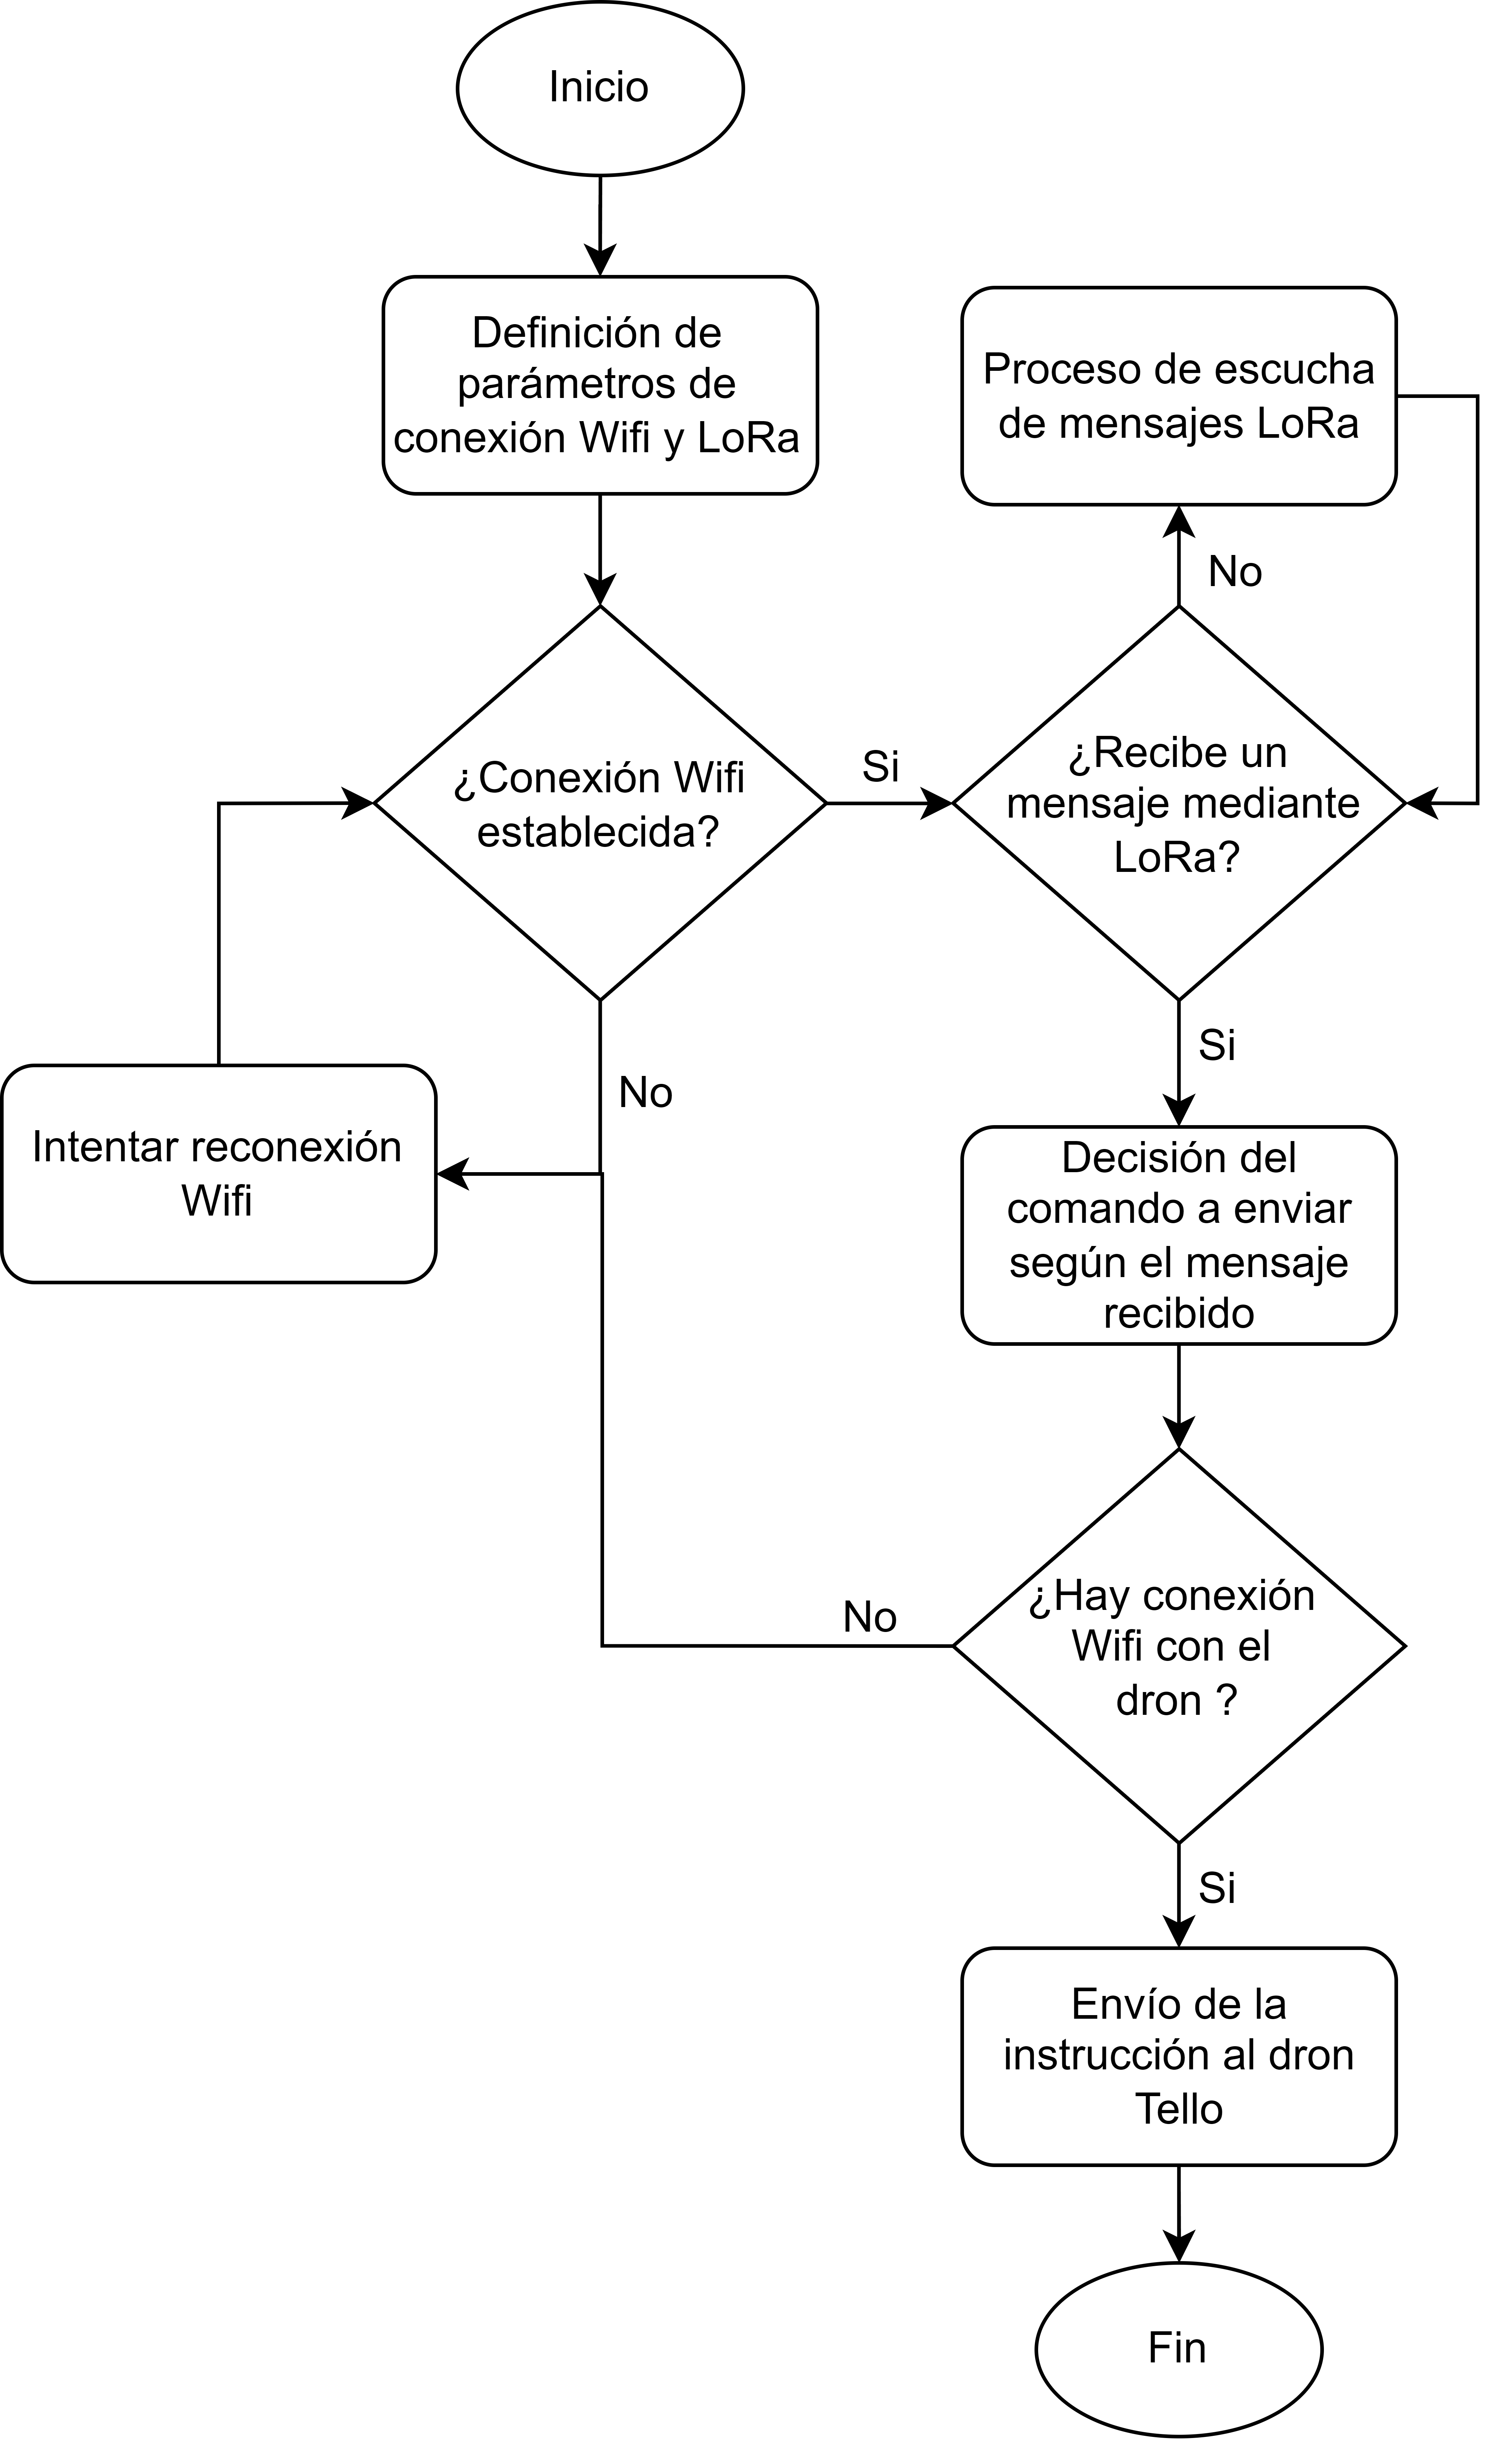 Inicio
Definición de
parámetros de
conexión Wifi y LoRa
Proceso de escucha
de mensajes LoRa
No
¿Conexión Wifi
establecida?
Si
¿Recibe un
mensaje mediante
LoRa?
No
Si
Intentar reconexión
Wifi
Decisión del
comando a enviar
según el mensaje
recibido
No
¿Hay conexión
Wifi con el
dron ?
Si
Envío de la
instrucción al dron
Tello
Fin